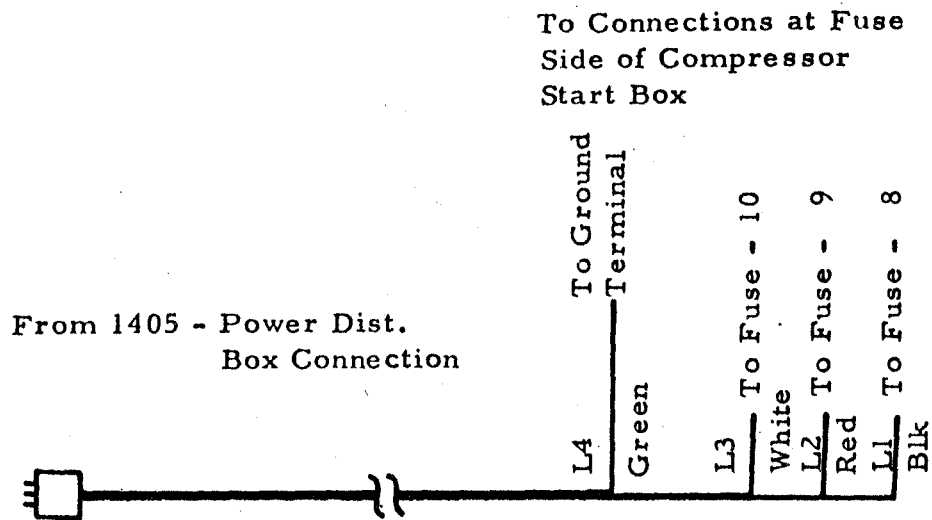 To Connections at Fuse
Side of Compressor
Start Box
From 1405 - Power Dist.
Box Connection
To Ground
Terminal
L4
Green
To Fuse - 10
L3
White
To Fuse - 9
L2
Red
To Fuse - 8
L1
Blk